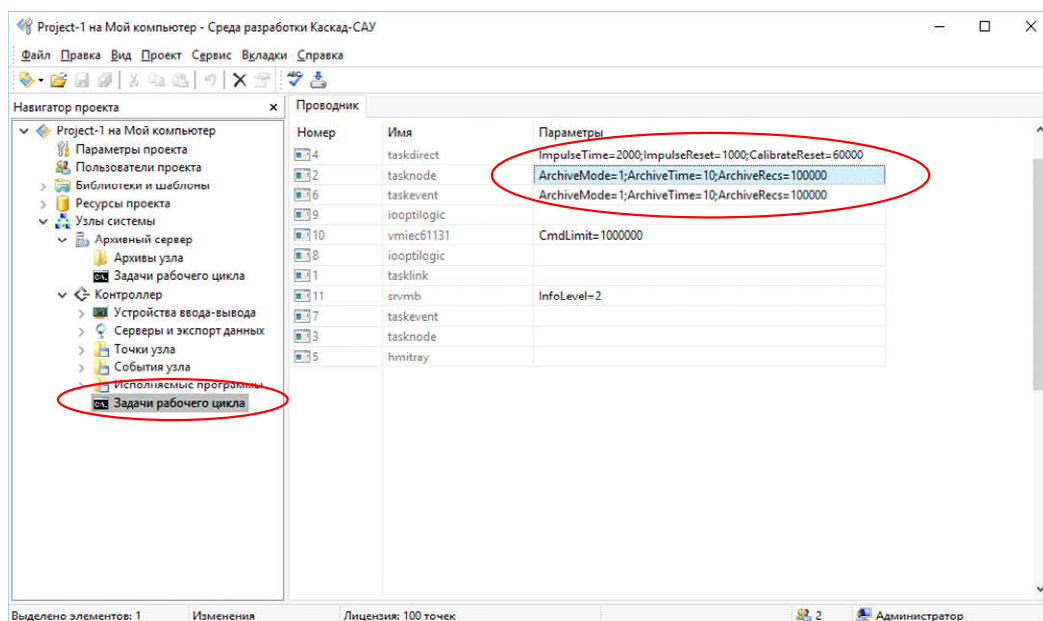 Project-1 на Мой компьютер - Среда разработки Каскад-САУ
Файл Правка Вид Проект Сервис Вкладки Справка
Навигатор проекта
Проводник
Project-1 на Мой компьютер
Параметры проекта
Пользователи проекта
Библиотеки и шаблоны
Ресурсы проекта
Узлы системы
Архивный сервер
Архивы узла
Задачи рабочего цикла
Контроллер
Устройства ввода-вывода
Серверы и экспорт данных
Точки узла
События узла
Исполняемые программы
Задачи рабочего цикла
Номер Имя Параметры
4 taskdirect ImpulseTime=2000;ImpulseReset=1000;CalibrateReset=60000
2 tasknode ArchiveMode=1;ArchiveTime=10;ArchiveRecs=100000
6 taskevent ArchiveMode=1;ArchiveTime=10;ArchiveRecs=100000
9 iooptilogic
10 vmiec61131 CmdLimit=1000000
8 iooptilogic
1 tasklink
11 srvmb InfoLevel=2
7 taskevent
3 tasknode
5 hmitray
Выделено элементов: 1 Изменения Лицензия: 100 точек 2 Администратор